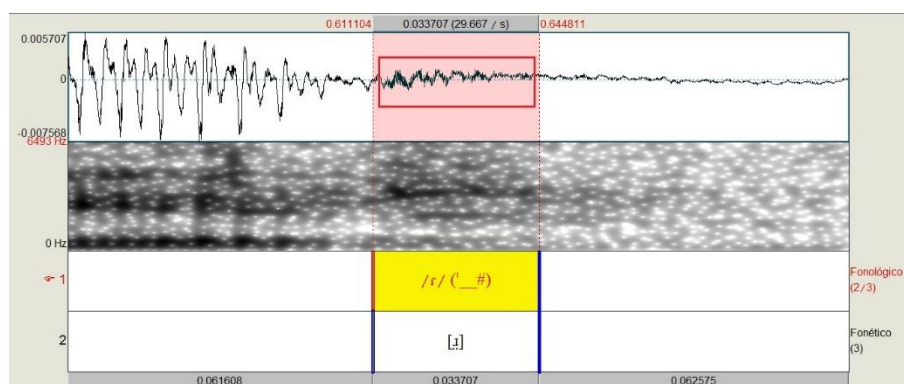 0.611104 0.033707 (29.667 / s) 0.644811
0.005707
0
-0.007568
6493 Hz
0 Hz
1 /ɾ/ (ˈ__#) Fonológico
(2/3)
2 [ɹ̤] Fonético
(3)
0.061608 0.033707 0.062575